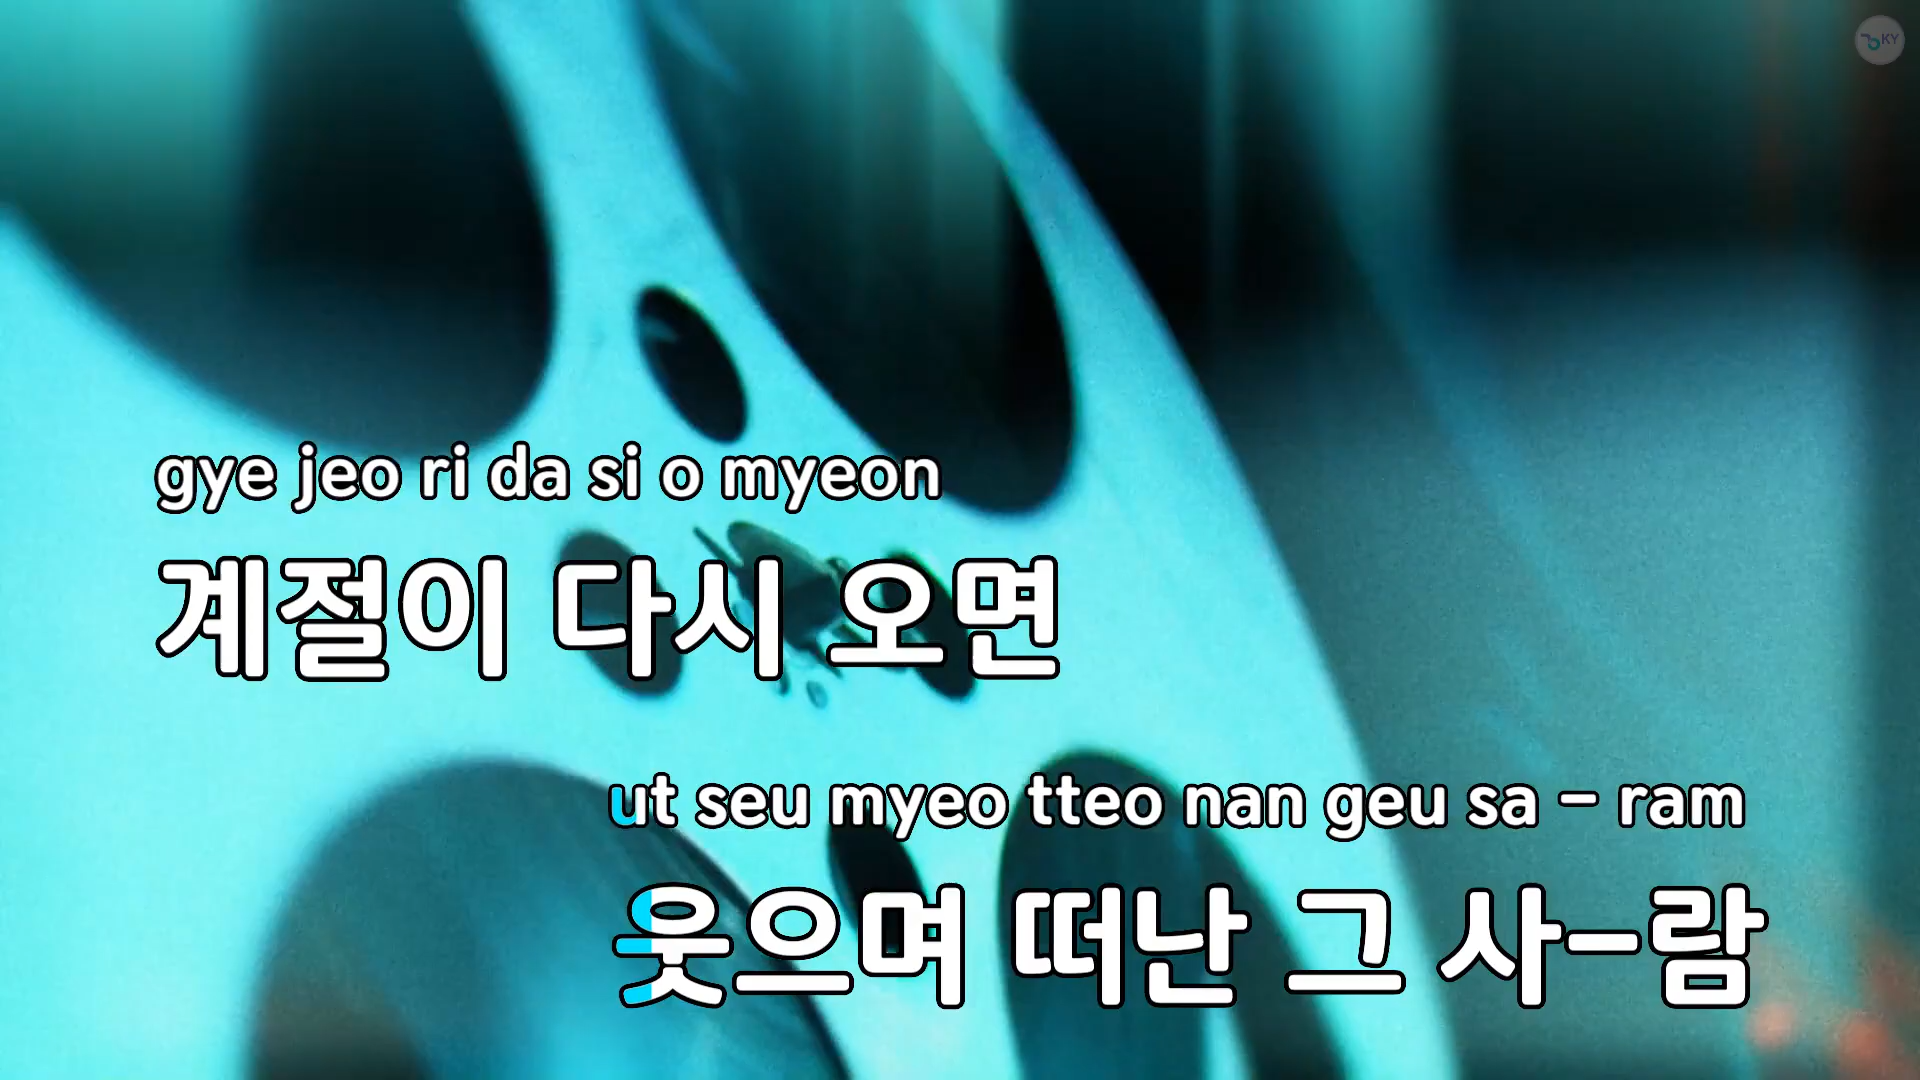 KY
gye jeo ri da si o myeon
계절이 다시 오면
ut seu myeo tteo nan geu sa - ram
웃으며 떠난 그 사-람